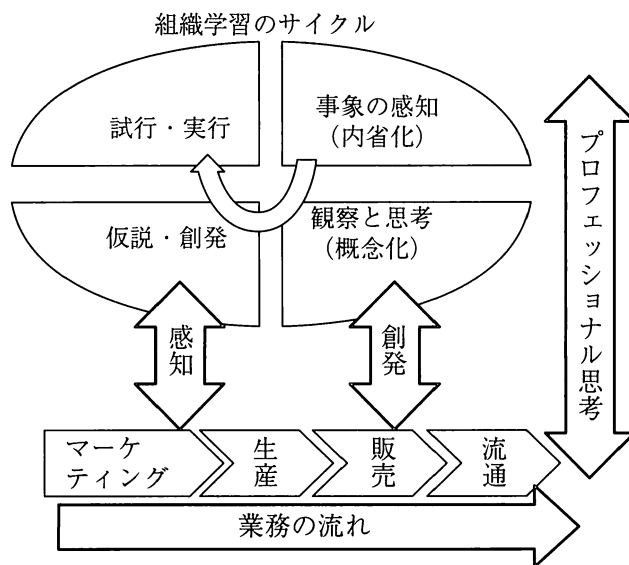 組織学習のサイクル
試行・実行
事象の感知
(内省化)
仮説・創発
観察と思考
(概念化)
感知
創発
プロフェッショナル思考
マーケ
ティング
生産
販売
流通
業務の流れ